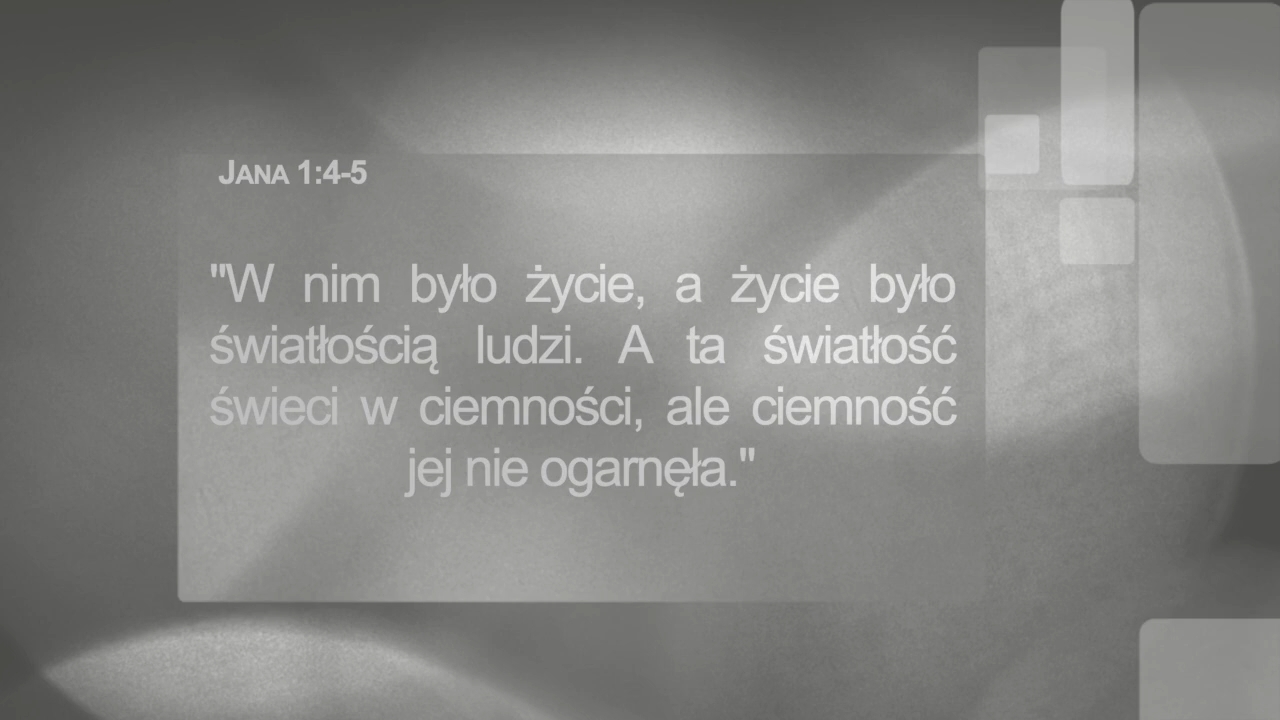 JANA 1:4-5
"W nim było życie, a życie było
światłością ludzi. A ta światłość
świeci w ciemności, ale ciemność
jej nie ogarnęła."